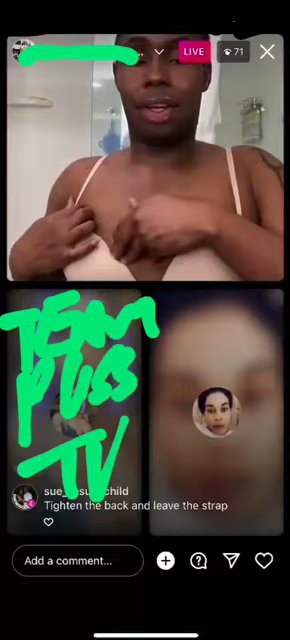 LIVE
71
TEAM
PUSS
TV
Tighten the back and leave the strap
Add a comment...